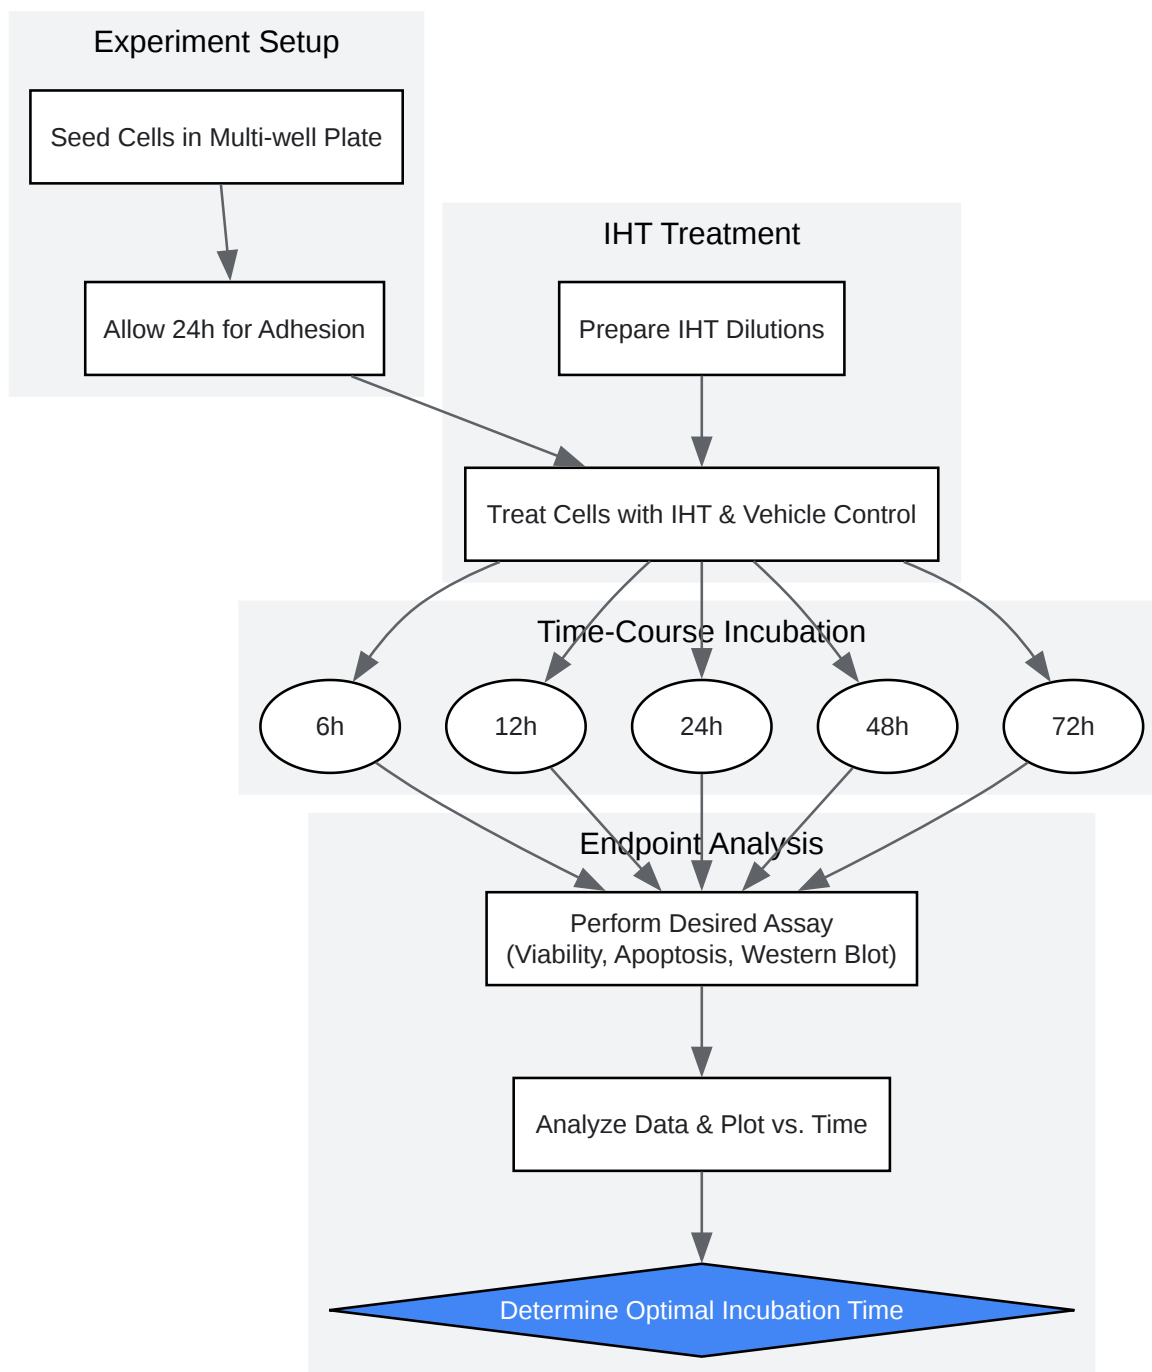 Experiment Setup
Seed Cells in Multi-well Plate
Allow 24h for Adhesion
IHT Treatment
Prepare IHT Dilutions
Treat Cells with IHT & Vehicle Control
Time-Course Incubation
6h
12h
24h
48h
72h
Endpoint Analysis
Perform Desired Assay
(Viability, Apoptosis, Western Blot)
Analyze Data & Plot vs. Time
Determine Optimal Incubation Time